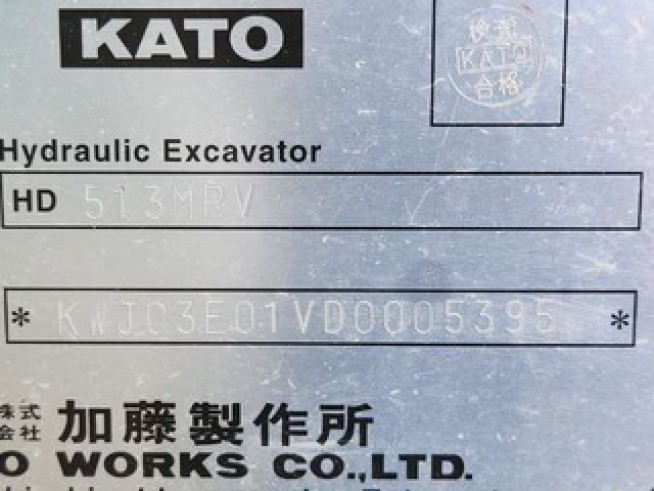 KATO
検査
KATO
合格
Hydraulic Excavator
HD 513MRV
* KWJC3E01VD0005395 *
株式
会社 加藤製作所
O WORKS CO.,LTD.